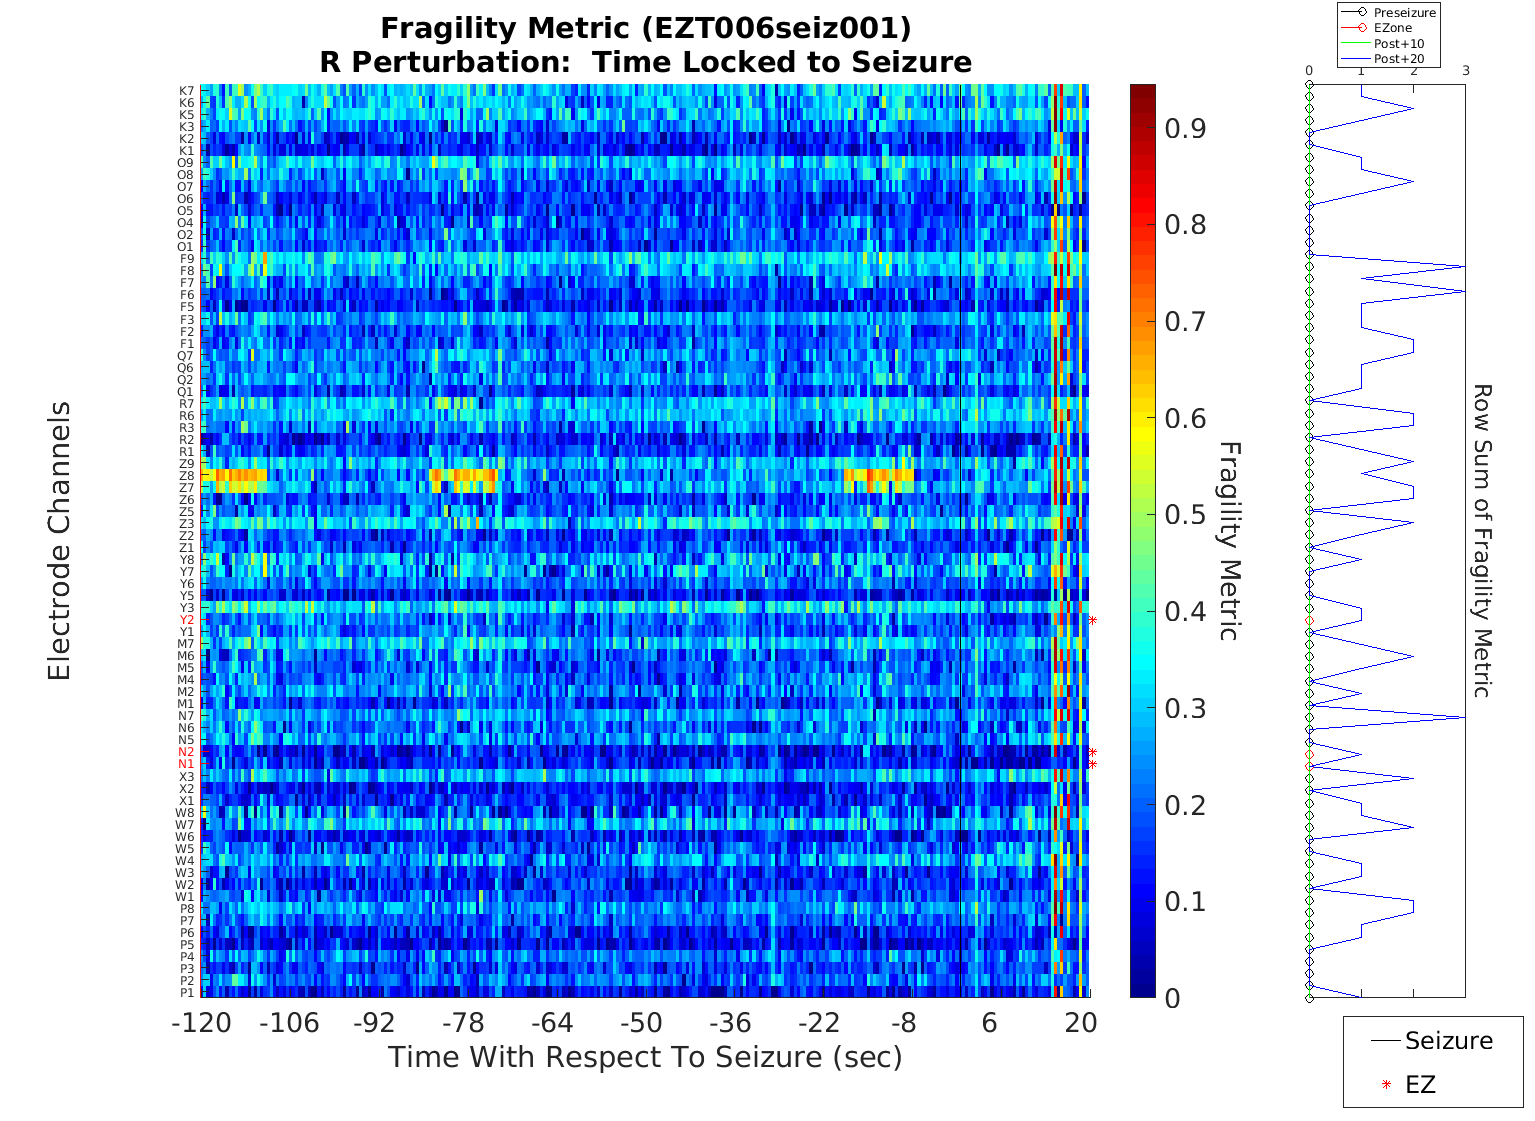 Fragility Metric (EZT006seiz001)
R Perturbation:  Time Locked to Seizure
Electrode Channels
K7
K6
K5
K3
K2
K1
O9
O8
O7
O6
O5
O4
O2
O1
F9
F8
F7
F6
F5
F3
F2
F1
Q7
Q6
Q2
Q1
R7
R6
R3
R2
R1
Z9
Z8
Z7
Z6
Z5
Z3
Z2
Z1
Y8
Y7
Y6
Y5
Y3
Y2
Y1
M7
M6
M5
M4
M2
M1
N7
N6
N5
N2
N1
X3
X2
X1
W8
W7
W6
W5
W4
W3
W2
W1
P8
P7
P6
P5
P4
P3
P2
P1
-120 -106 -92 -78 -64 -50 -36 -22 -8 6 20
Time With Respect To Seizure (sec)
0.9
0.8
0.7
0.6
0.5
0.4
0.3
0.2
0.1
0
Fragility Metric
Preseizure
EZone
Post+10
Post+20
0 1 2 3
Row Sum of Fragility Metric
Seizure
EZ